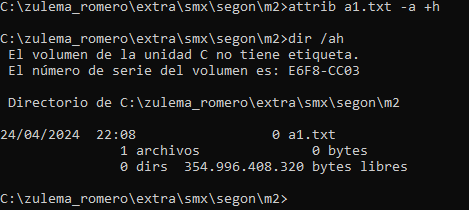 C:\zulema_romero\extra\smx\segon\m2>attrib a1.txt -a +h
C:\zulema_romero\extra\smx\segon\m2>dir /ah
El volumen de la unidad C no tiene etiqueta.
El número de serie del volumen es: E6F8-CC03
Directorio de C:\zulema_romero\extra\smx\segon\m2
24/04/2024  22:08                 0 a1.txt
1 archivos              0 bytes
0 dirs  354.996.408.320 bytes libres
C:\zulema_romero\extra\smx\segon\m2>